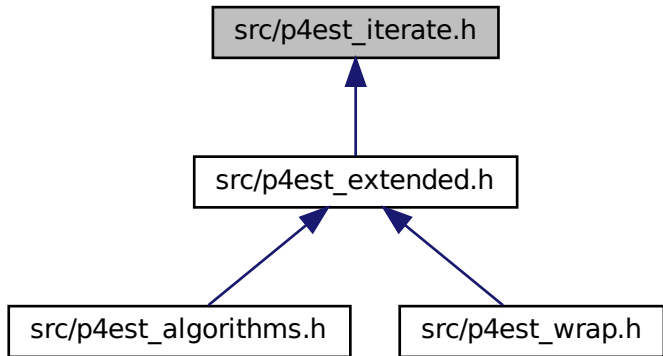 src/p4est_iterate.h
src/p4est_extended.h
src/p4est_algorithms.h
src/p4est_wrap.h